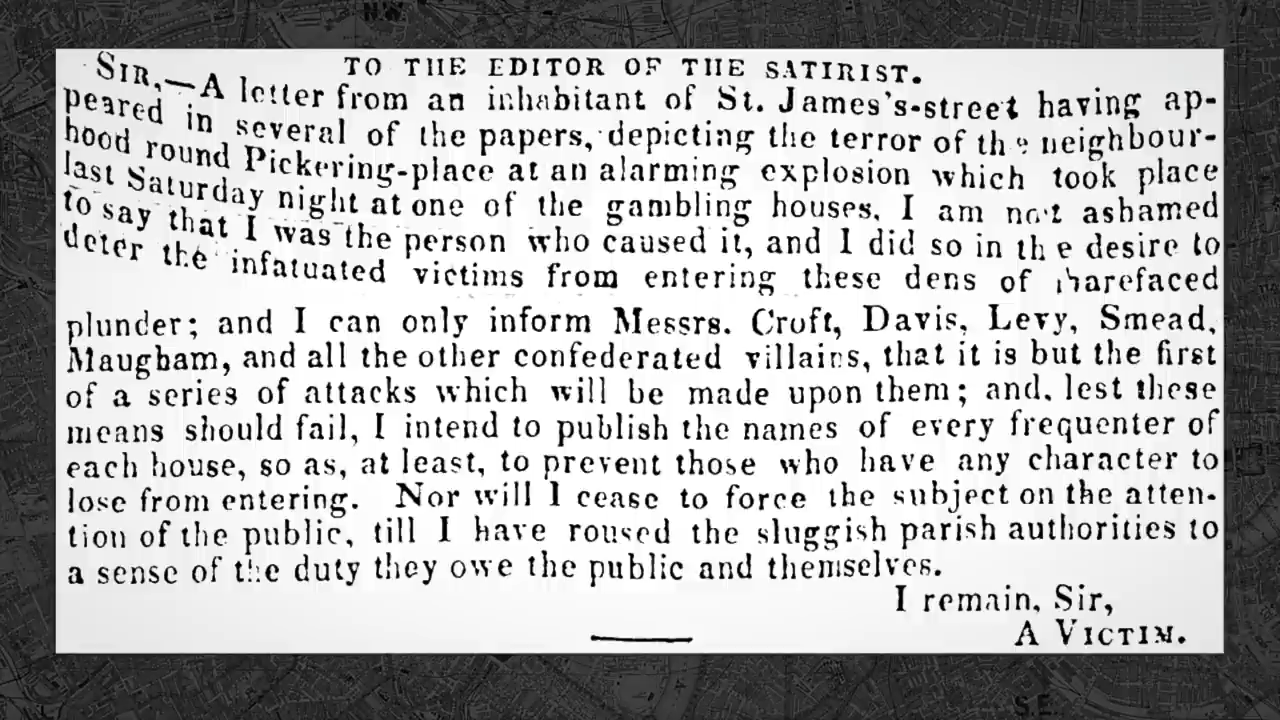 N.W.
TO THE EDITOR OF THE SATIRIST.
SIR,—A letter from an inhabitant of St. James's-street having ap-
peared in several of the papers, depicting the terror of the neighbour-
hood round Pickering-place at an alarming explosion which took place
last Saturday night at one of the gambling houses, I am not ashamed
to say that I was the person who caused it, and I did so in the desire to
deter the infatuated victims from entering these dens of barefaced
plunder; and I can only inform Messrs. Croft, Davis, Levy, Smead,
Maugham, and all the other confederated villains, that it is but the first
of a series of attacks which will be made upon them; and, lest these
means should fail, I intend to publish the names of every frequenter of
each house, so as, at least, to prevent those who have any character to
lose from entering. Nor will I cease to force the subject on the atten-
tion of the public, till I have roused the sluggish parish authorities to
a sense of the duty they owe the public and themselves.
I remain, Sir,
A VICTIM.
S.E.